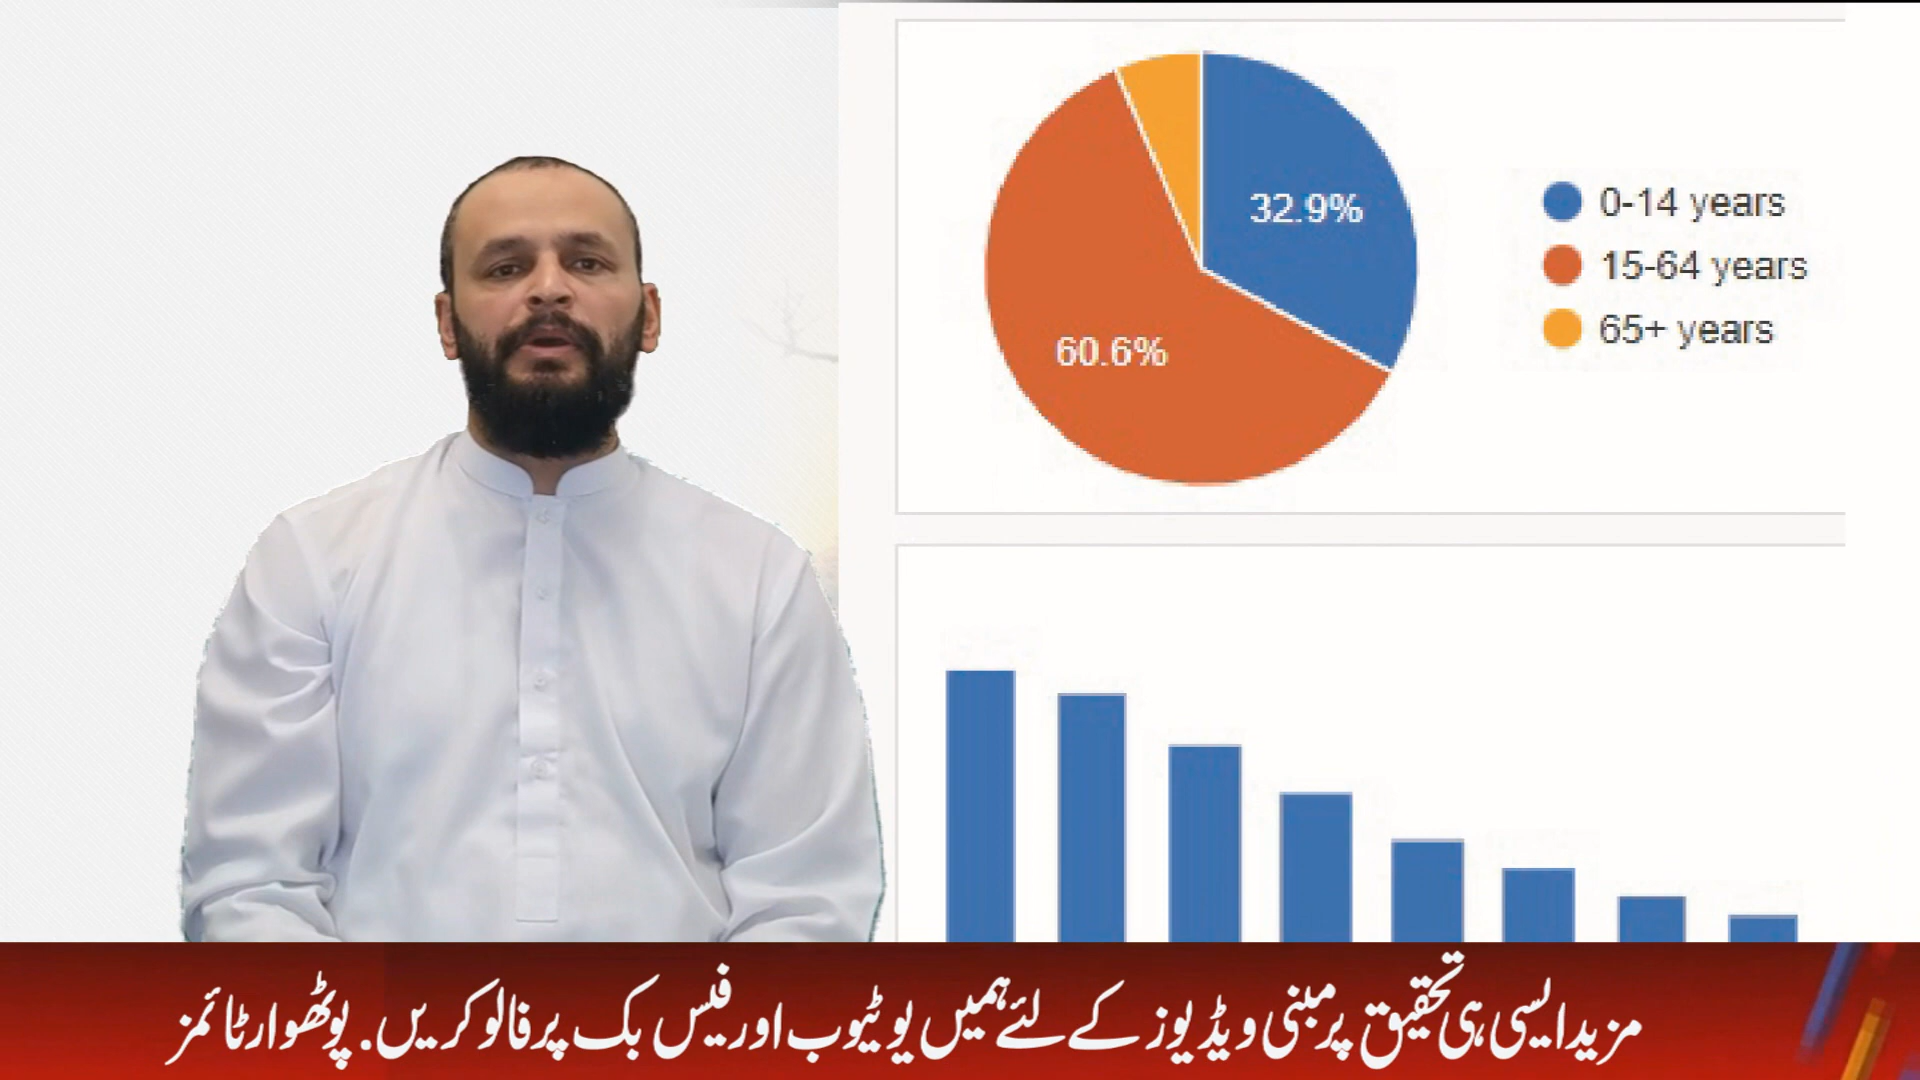 32.9%
60.6%
0-14 years
15-64 years
65+ years
مزید ایسی ہی تحقیق پر مبنی ویڈیوز کے لئے ہمیں یوٹیوب اور فیس بک پر فالو کریں. پوٹھوار ٹائمز